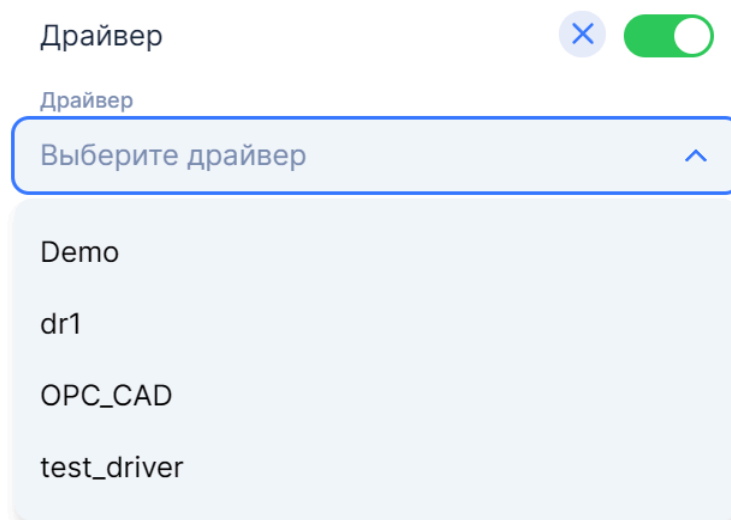 Драйвер
Драйвер
Выберите драйвер
Demo
dr1
OPC_CAD
test_driver